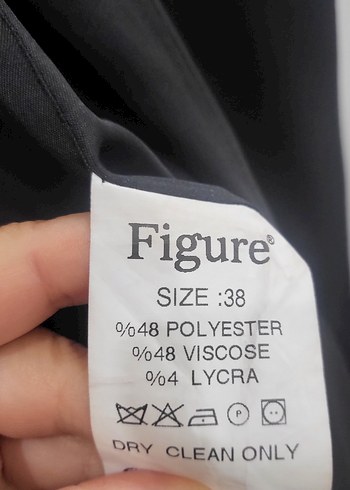 Figure®
SIZE :38
%48 POLYESTER
%48 VISCOSE
%4 LYCRA
P
DRY CLEAN ONLY